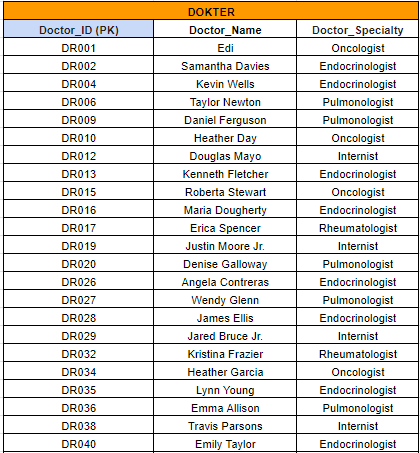 DOKTER
Doctor_ID (PK) Doctor_Name Doctor_Specialty
DR001 Edi Oncologist
DR002 Samantha Davies Endocrinologist
DR004 Kevin Wells Endocrinologist
DR006 Taylor Newton Pulmonologist
DR009 Daniel Ferguson Pulmonologist
DR010 Heather Day Oncologist
DR012 Douglas Mayo Internist
DR013 Kenneth Fletcher Endocrinologist
DR015 Roberta Stewart Oncologist
DR016 Maria Dougherty Endocrinologist
DR017 Erica Spencer Rheumatologist
DR019 Justin Moore Jr. Internist
DR020 Denise Galloway Pulmonologist
DR026 Angela Contreras Endocrinologist
DR027 Wendy Glenn Pulmonologist
DR028 James Ellis Endocrinologist
DR029 Jared Bruce Jr. Internist
DR032 Kristina Frazier Rheumatologist
DR034 Heather Garcia Oncologist
DR035 Lynn Young Endocrinologist
DR036 Emma Allison Pulmonologist
DR038 Travis Parsons Internist
DR040 Emily Taylor Endocrinologist